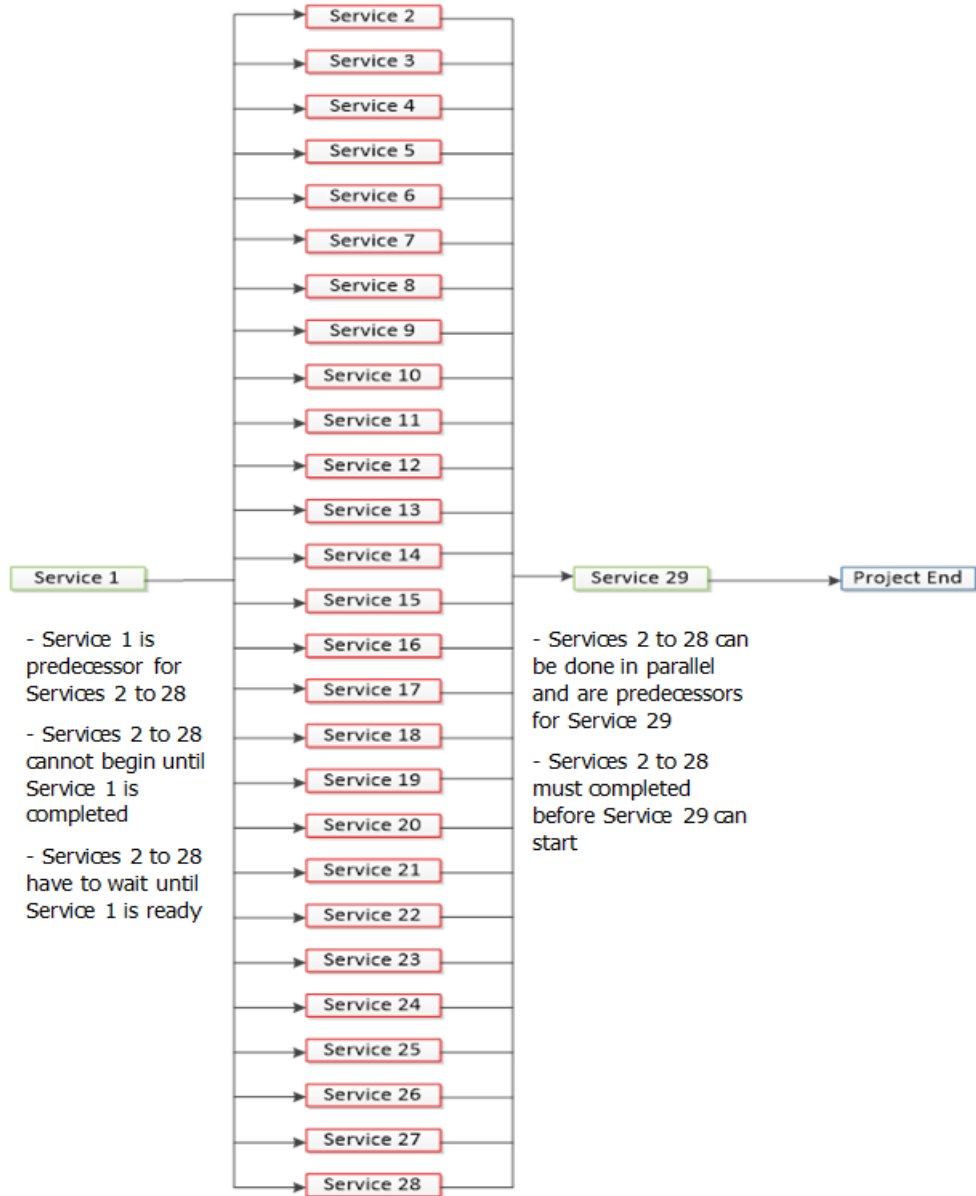 Service 2
Service 3
Service 4
Service 5
Service 6
Service 7
Service 8
Service 9
Service 10
Service 11
Service 12
Service 13
Service 14
Service 1
Service 29
Project End
Service 15
Service 16
Service 17
Service 18
Service 19
Service 20
Service 21
Service 22
Service 23
Service 24
Service 25
Service 26
Service 27
Service 28
- Service 1 is
predecessor for
Services 2 to 28
- Services 2 to 28
cannot begin until
Service 1 is
completed
- Services 2 to 28
have to wait until
Service 1 is ready
- Services 2 to 28 can
be done in parallel
and are predecessors
for Service 29
- Services 2 to 28
must completed
before Service 29 can
start